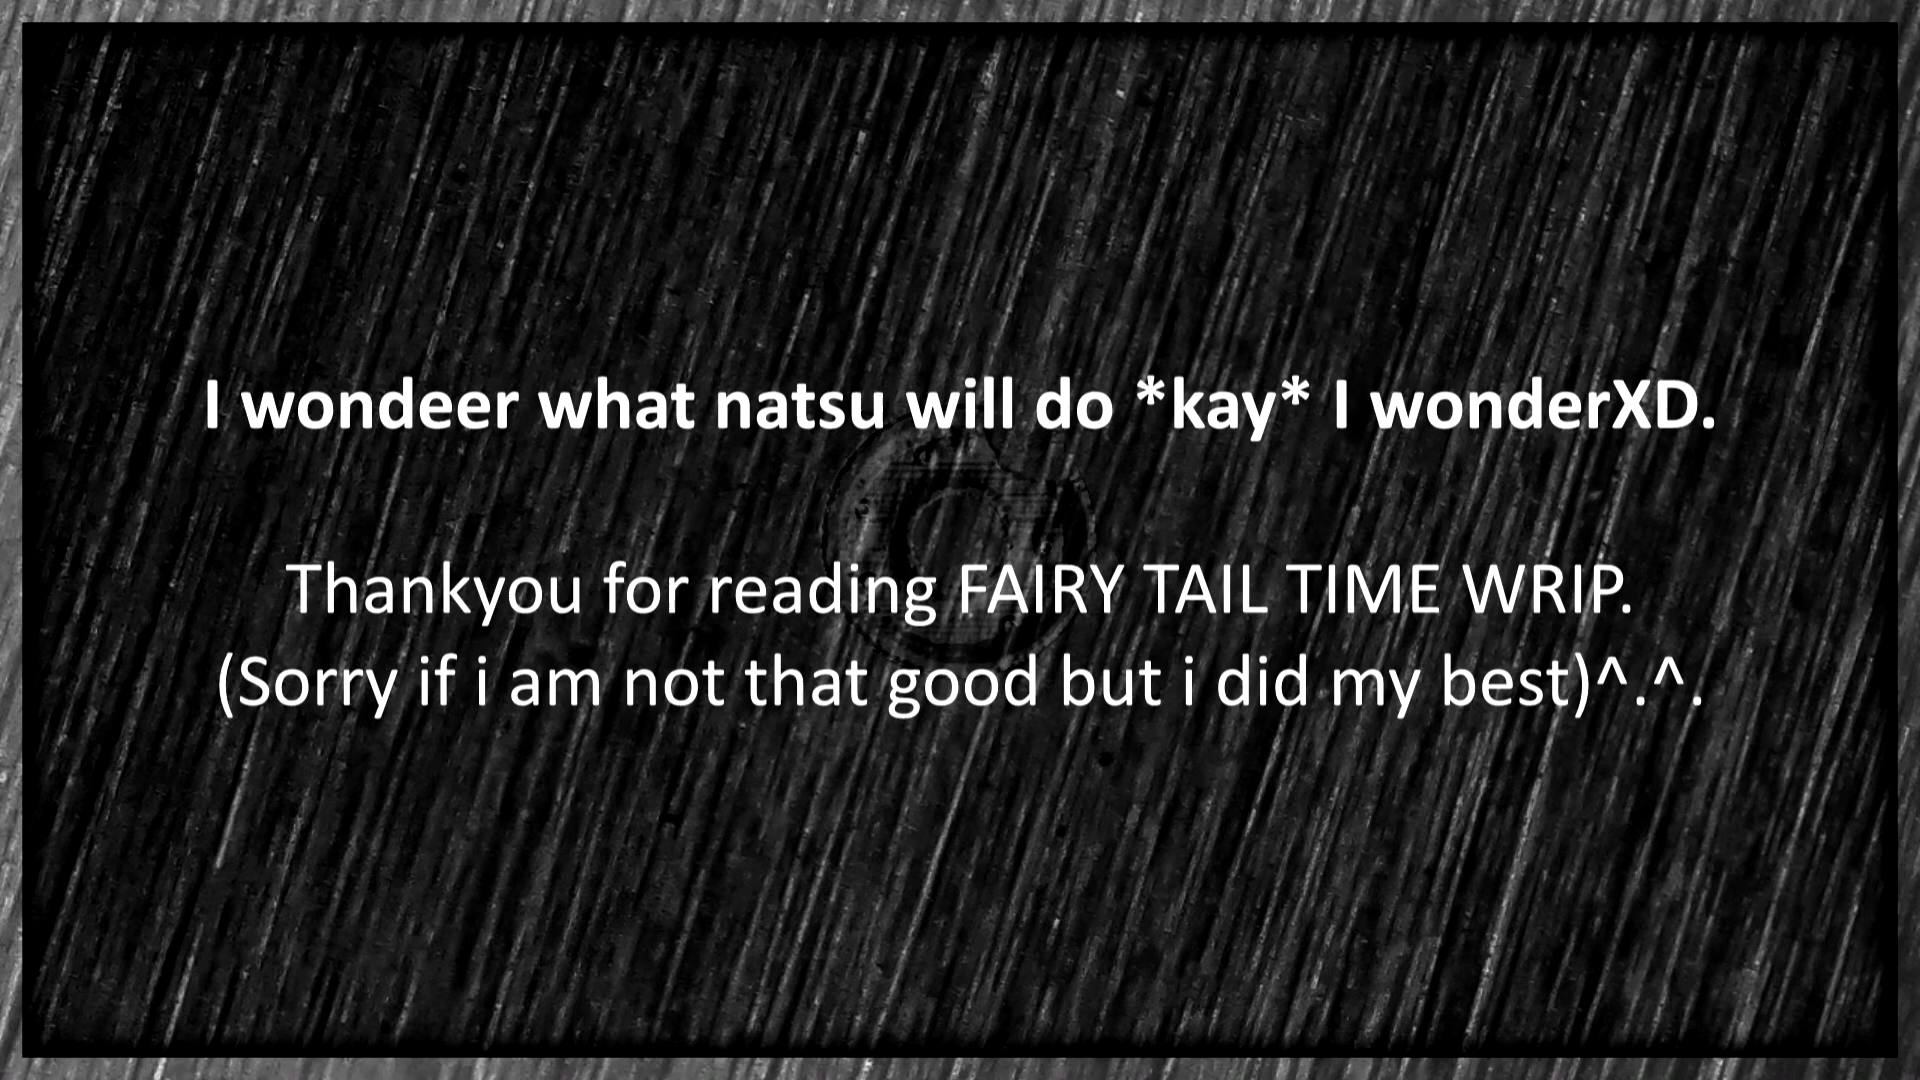 I wondeer what natsu will do *kay* I wonderXD.
Thankyou for reading FAIRY TAIL TIME WRIP.
(Sorry if i am not that good but i did my best)^.^.